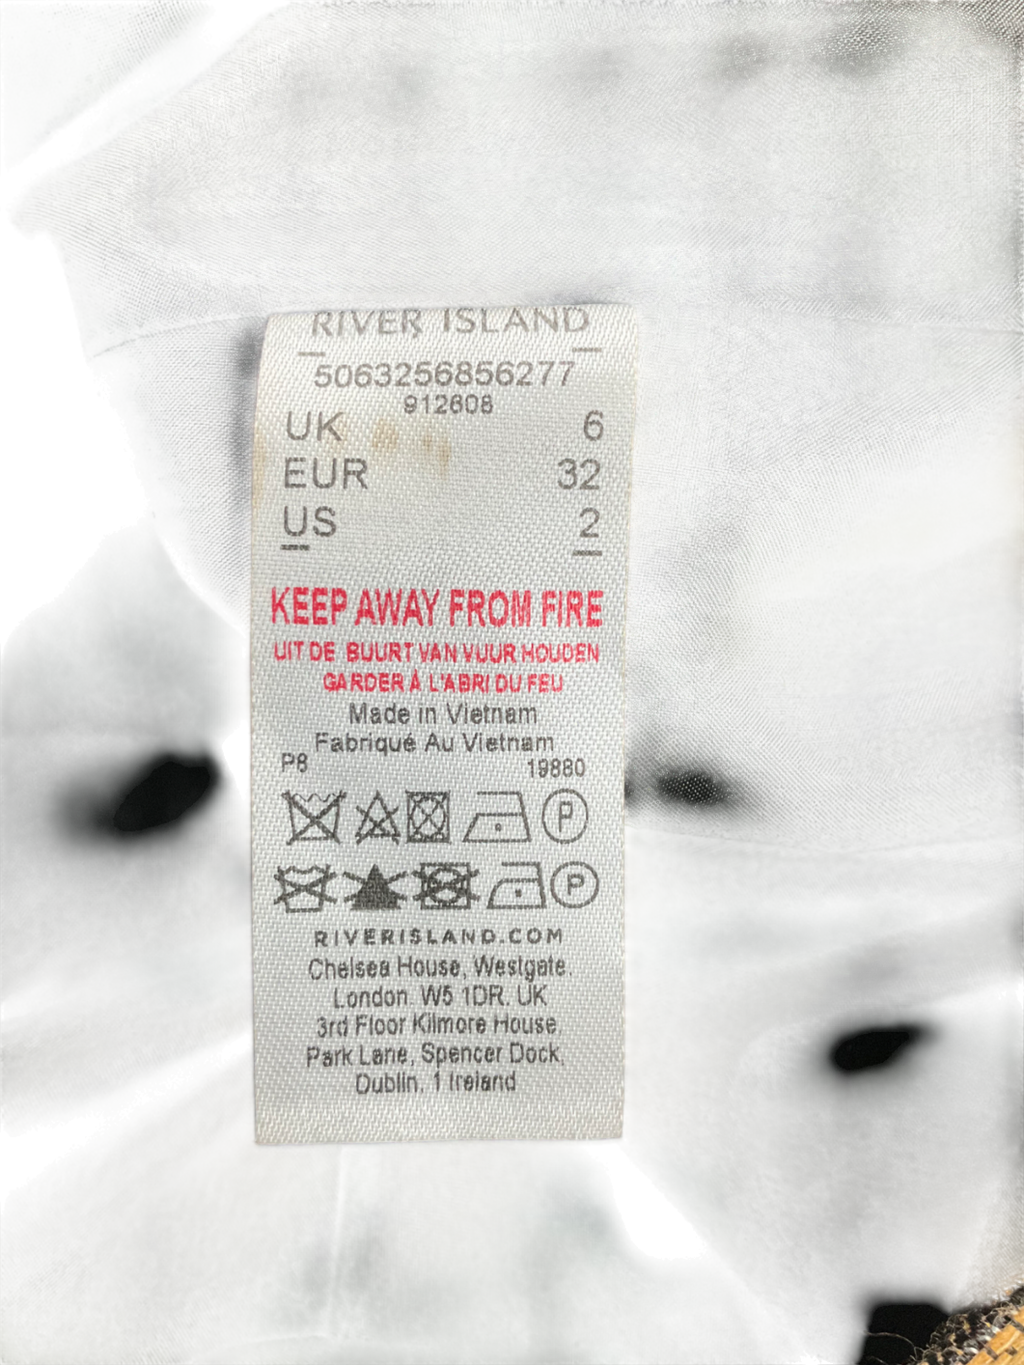 RIVER ISLAND
5063256856277
912608
UK 6
EUR 32
US 2
KEEP AWAY FROM FIRE
UIT DE BUURT VAN VUUR HOUDEN
GARDER À L'ABRI DU FEU
Made in Vietnam
Fabriqué Au Vietnam
P8 19880
P
P
RIVERISLAND.COM
Chelsea House, Westgate,
London. W5 1DR. UK
3rd Floor Kilmore House,
Park Lane, Spencer Dock,
Dublin. 1 Ireland